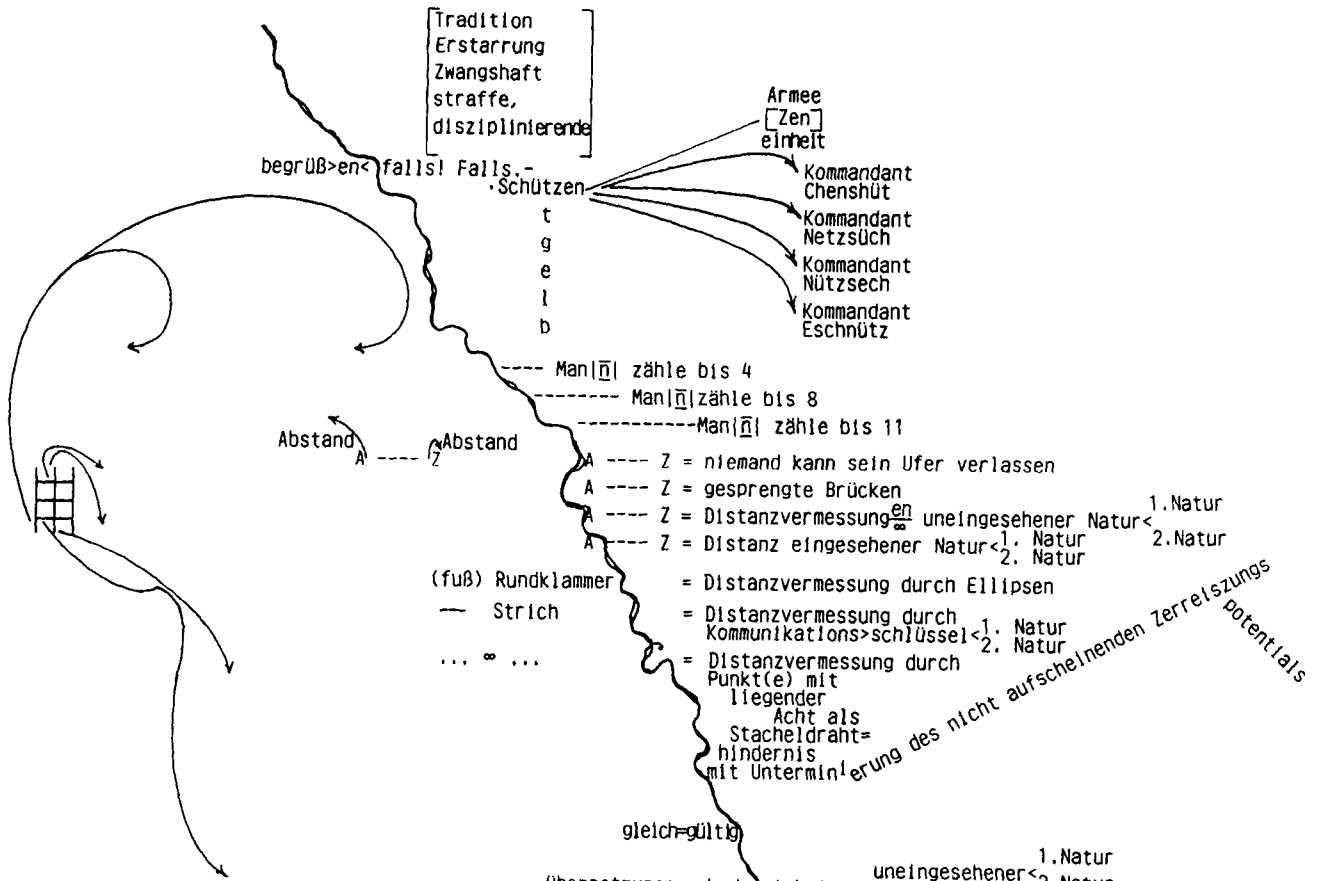 Tradition
Erstarrung
Zwangshaft
straffe,
disziplinierende
Armee
[Zen]
einheit
begrüß>en< falls! Falls.-
·Schützen
t
g
e
l
b
Kommandant
Chenshüt
Kommandant
Netzsüch
Kommandant
Nützsech
Kommandant
Eschnütz
---- Man|n̅| zähle bis 4
-------- Man|n̅|zähle bis 8
-----------Man|n̅| zähle bis 11
Abstand
A ---- Z
Abstand
A ---- Z = niemand kann sein Ufer verlassen
A ---- Z = gesprengte Brücken
A ---- Z = Distanzvermessung en/∞ uneingesehener Natur<
1.Natur
2.Natur
A ---- Z = Distanz eingesehener Natur<
1. Natur
2. Natur
(fuß) Rundklammer = Distanzvermessung durch Ellipsen
— Strich = Distanzvermessung durch
Kommunikations>schlüssel<
1. Natur
2. Natur
... ∞ ... = Distanzvermessung durch
Punkt(e) mit
liegender
Acht als
Stacheldraht=
hindernis
mit Unterminierung des nicht aufscheinenden Zerreiszungs
potentials
gleich=gültig
uneingesehener<
1.Natur